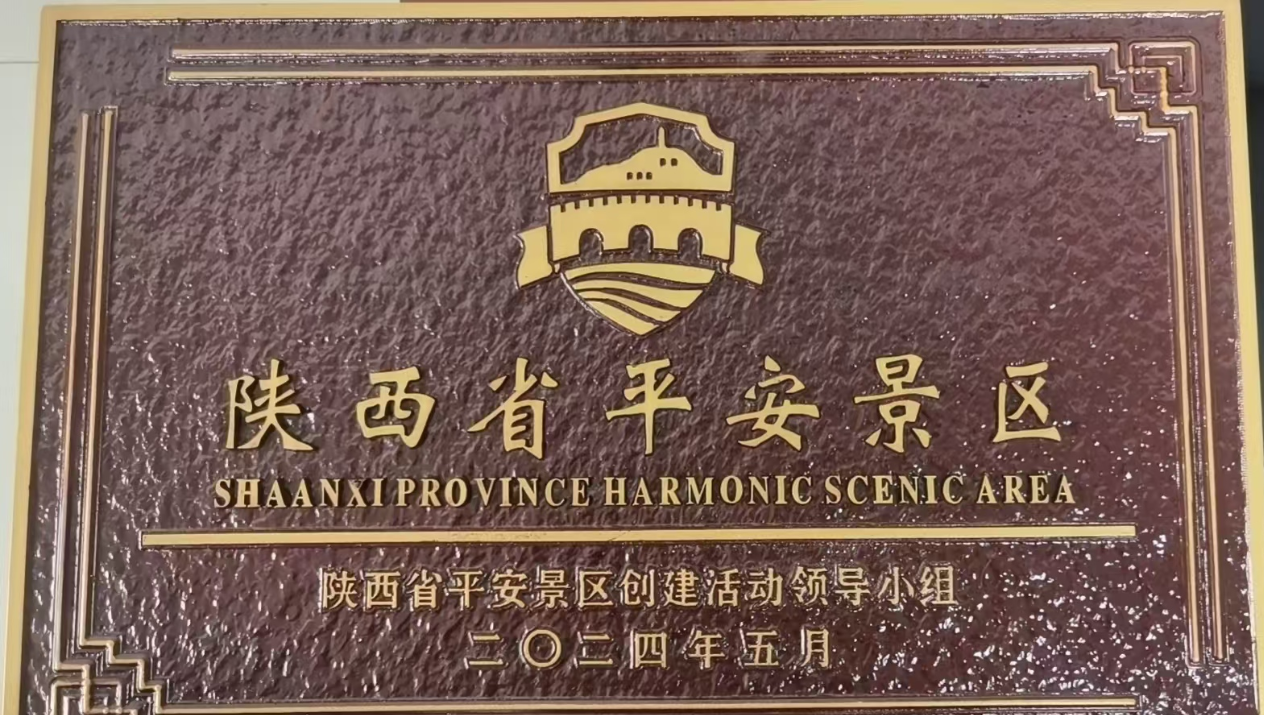 陕西省平安景区
SHAANXI PROVINCE HARMONIC SCENIC AREA
陕西省平安景区创建活动领导小组
二〇二四年五月